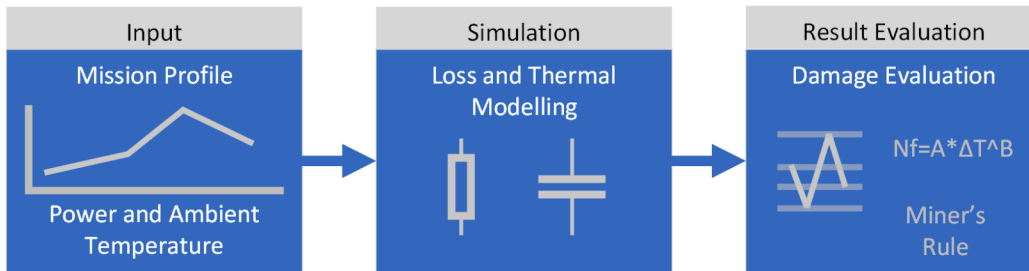 Input
Mission Profile
Power and Ambient
Temperature
Simulation
Loss and Thermal
Modelling
Result Evaluation
Damage Evaluation
Nf=A*ΔT^B
Miner's
Rule